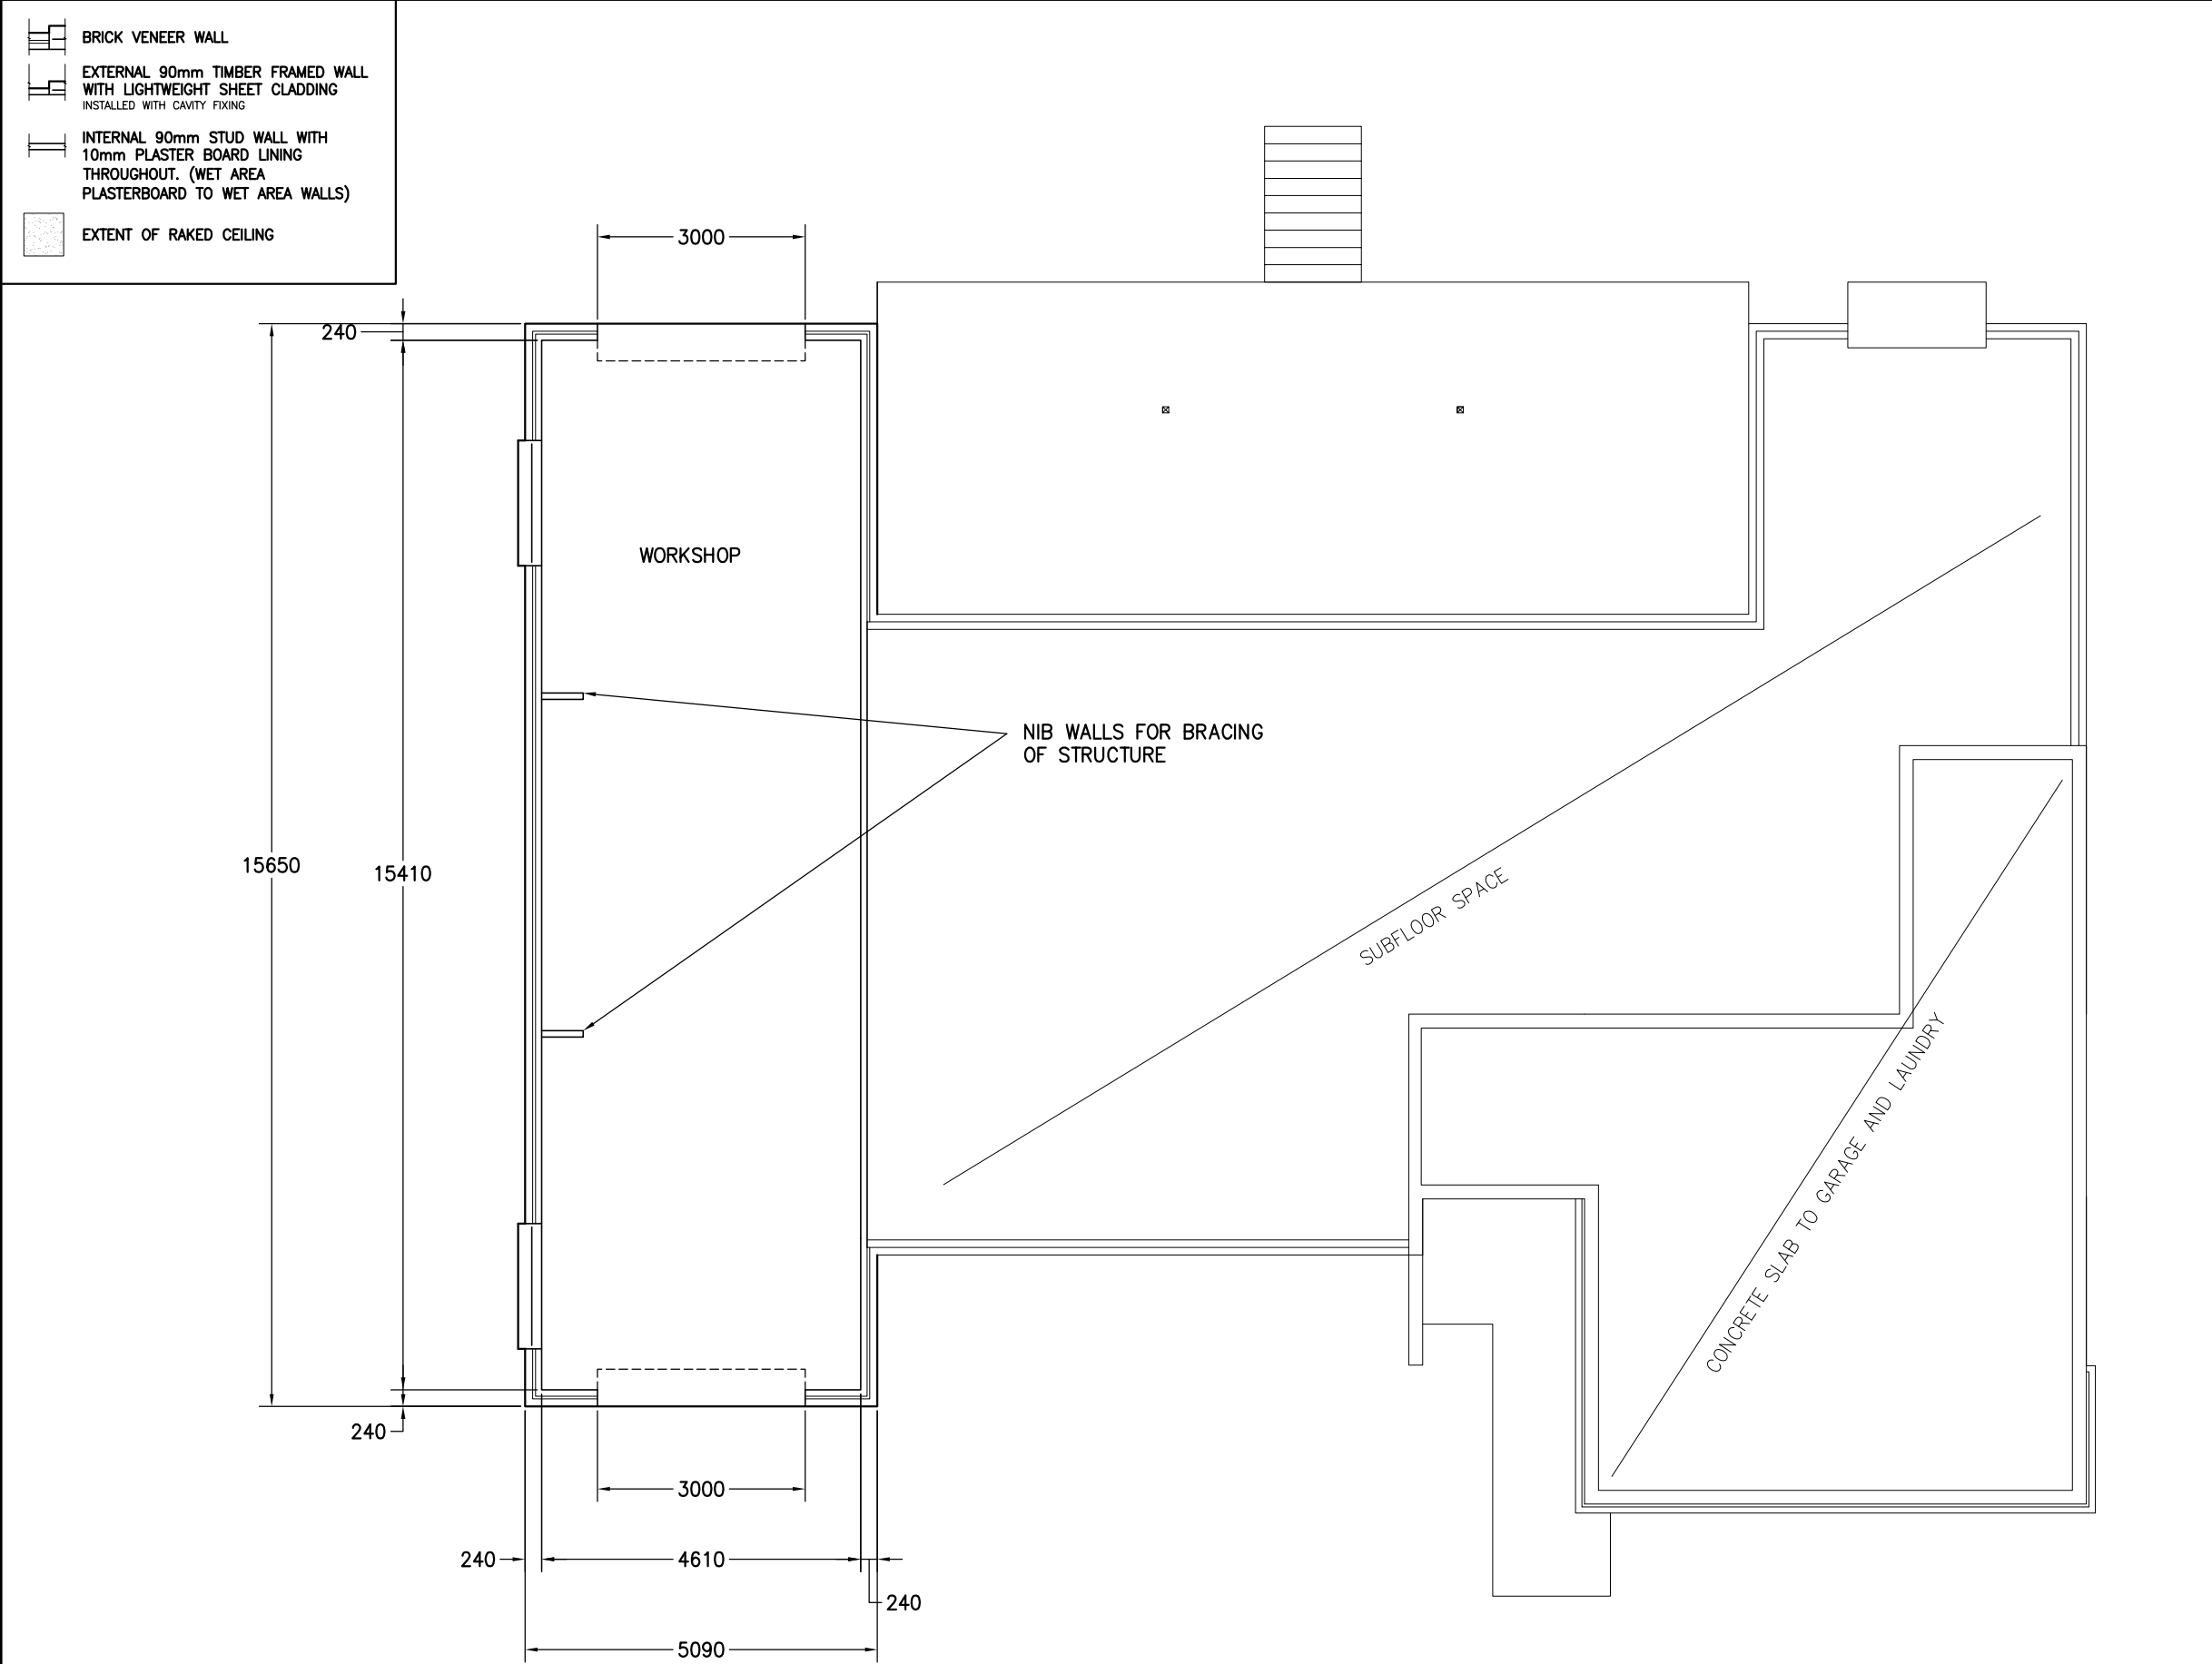 BRICK VENEER WALL
EXTERNAL 90mm TIMBER FRAMED WALL
WITH LIGHTWEIGHT SHEET CLADDING
INSTALLED WITH CAVITY FIXING
INTERNAL 90mm STUD WALL WITH
10mm PLASTER BOARD LINING
THROUGHOUT. (WET AREA
PLASTERBOARD TO WET AREA WALLS)
EXTENT OF RAKED CEILING
3000
240
WORKSHOP
NIB WALLS FOR BRACING
OF STRUCTURE
15650
15410
SUBFLOOR SPACE
CONCRETE SLAB TO GARAGE AND LAUNDRY
240
3000
240
4610
240
5090